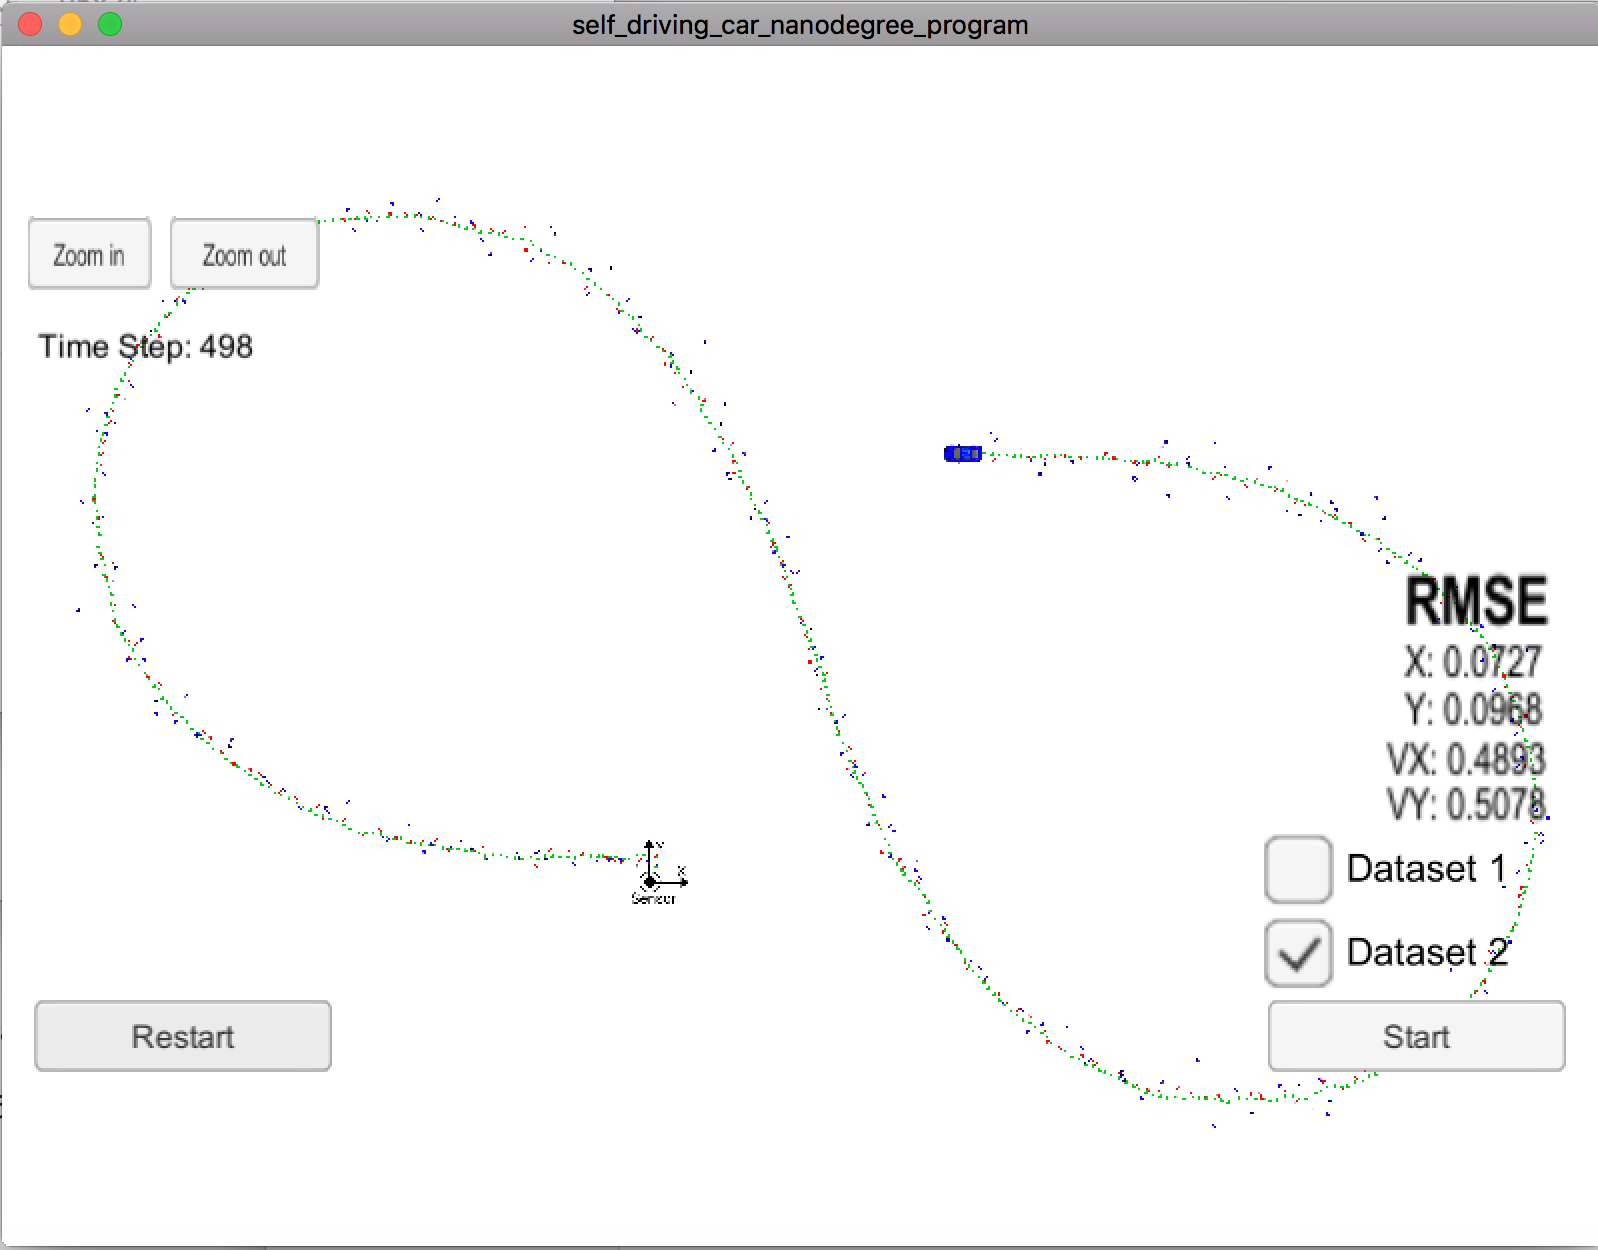 self_driving_car_nanodegree_program
Zoom in
Zoom out
Time Step: 498
RMSE
X: 0.0727
Y: 0.0968
VX: 0.4893
VY: 0.5078
Y
X
Sensor
Dataset 1
Dataset 2
Restart
Start